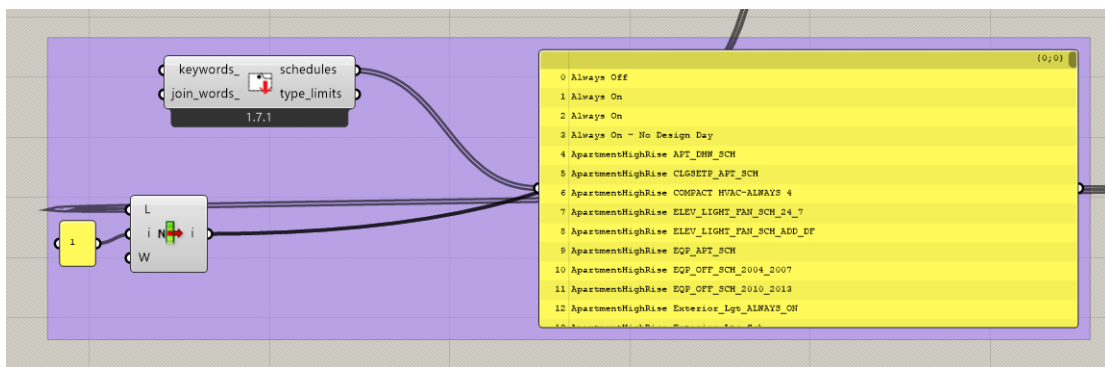 keywords_ schedules
join_words_ type_limits
1.7.1
1
L
i N i
W
{0;0}
0 Always Off
1 Always On
2 Always On
3 Always On - No Design Day
4 ApartmentHighRise APT_DHW_SCH
5 ApartmentHighRise CLGSETP_APT_SCH
6 ApartmentHighRise COMPACT HVAC-ALWAYS 4
7 ApartmentHighRise ELEV_LIGHT_FAN_SCH_24_7
8 ApartmentHighRise ELEV_LIGHT_FAN_SCH_ADD_DF
9 ApartmentHighRise EQP_APT_SCH
10 ApartmentHighRise EQP_OFF_SCH_2004_2007
11 ApartmentHighRise EQP_OFF_SCH_2010_2013
12 ApartmentHighRise Exterior_Lgt_ALWAYS_ON